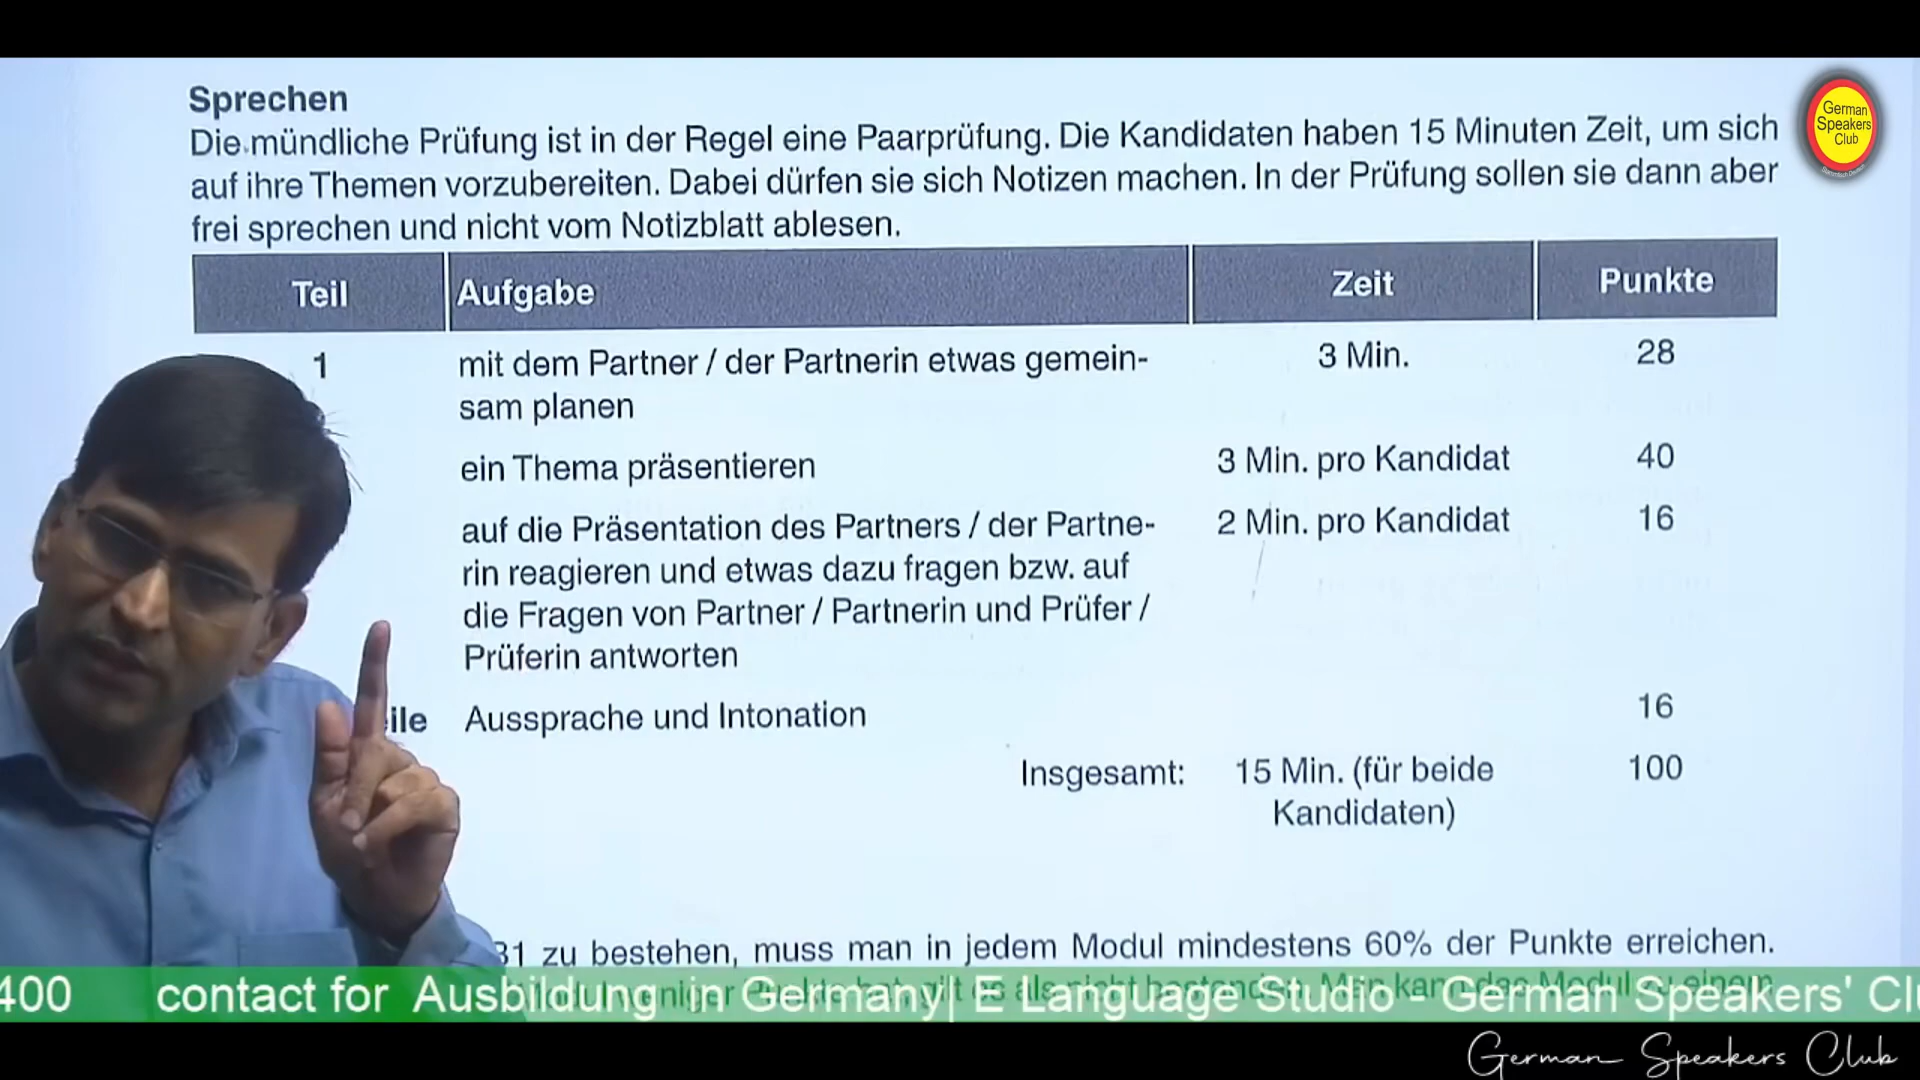 Sprechen
Die mündliche Prüfung ist in der Regel eine Paarprüfung. Die Kandidaten haben 15 Minuten Zeit, um sich
auf ihre Themen vorzubereiten. Dabei dürfen sie sich Notizen machen. In der Prüfung sollen sie dann aber
frei sprechen und nicht vom Notizblatt ablesen.
German
Speakers
Club
Teil Aufgabe Zeit Punkte
1 mit dem Partner / der Partnerin etwas gemein- 3 Min. 28
sam planen
ein Thema präsentieren 3 Min. pro Kandidat 40
auf die Präsentation des Partners / der Partne- 2 Min. pro Kandidat 16
rin reagieren und etwas dazu fragen bzw. auf
die Fragen von Partner / Partnerin und Prüfer /
Prüferin antworten
ile Aussprache und Intonation 16
Insgesamt: 15 Min. (für beide 100
Kandidaten)
B1 zu bestehen, muss man in jedem Modul mindestens 60% der Punkte erreichen.
400 contact for Ausbildung in Germany| E Language Studio - German Speakers' Cl
German Speakers Club